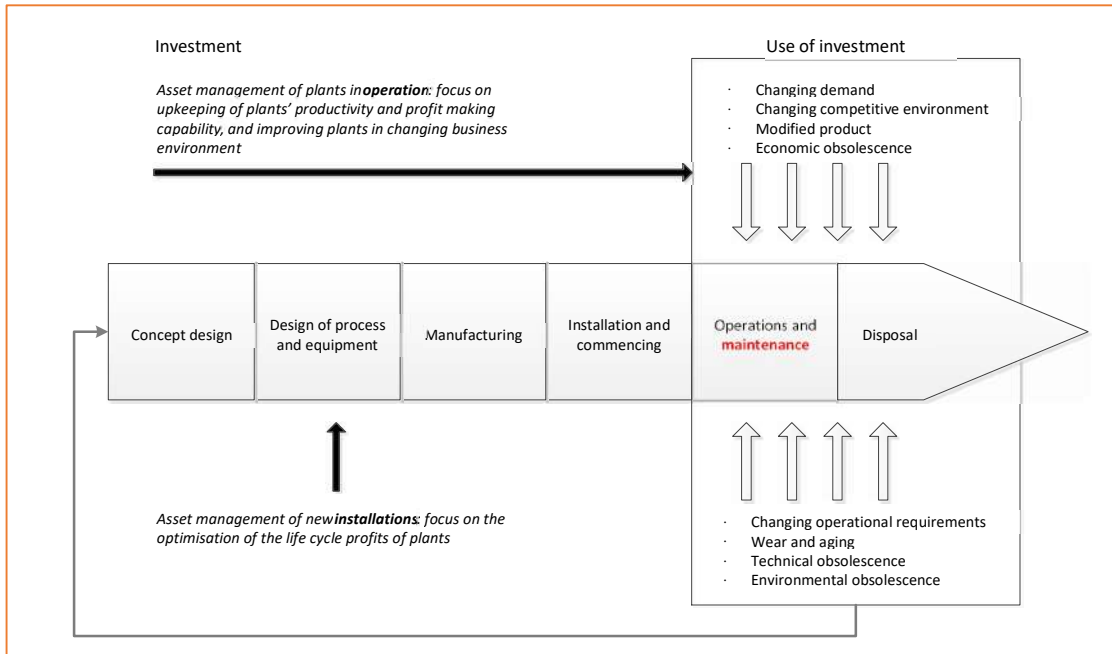 Investment
Use of investment
Asset management of plants inoperation: focus on
upkeeping of plants' productivity and profit making
capability, and improving plants in changing business
environment
· Changing demand
· Changing competitive environment
· Modified product
· Economic obsolescence
Concept design
Design of process
and equipment
Manufacturing
Installation and
commencing
Operations and
maintenance
Disposal
Asset management of newinstallations: focus on the
optimisation of the life cycle profits of plants
· Changing operational requirements
· Wear and aging
· Technical obsolescence
· Environmental obsolescence